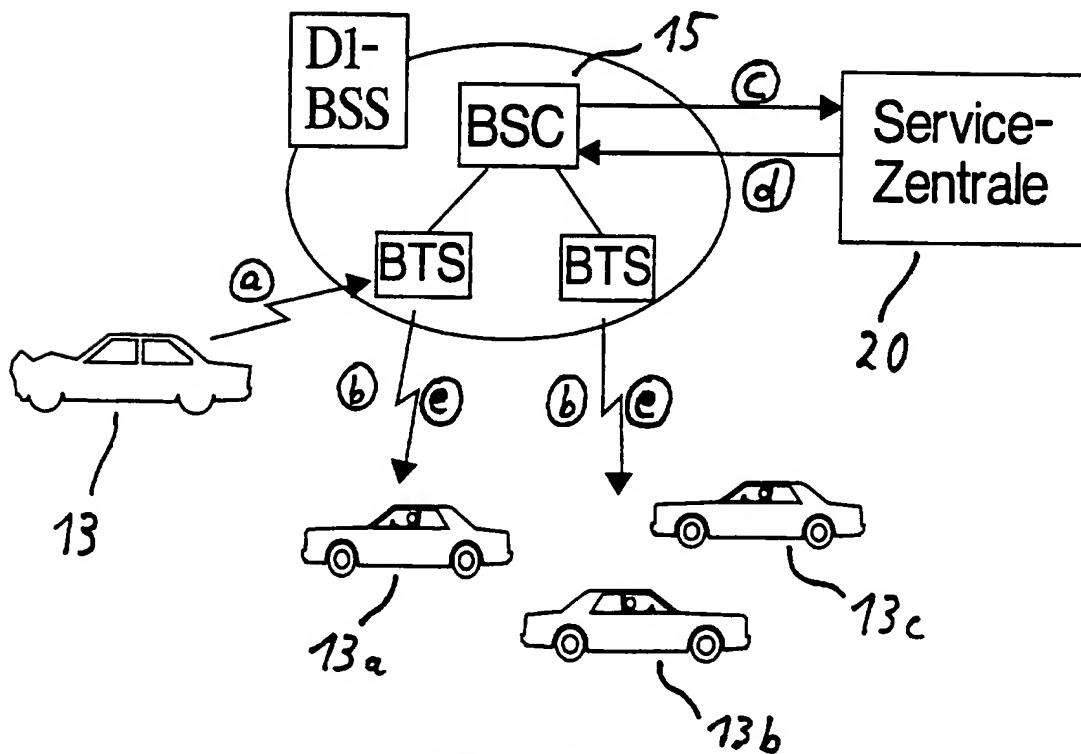 D1-
BSS
15
BSC
c
Service-
Zentrale
d
BTS
BTS
a
20
b
e
b
e
13
13a
13c
13b